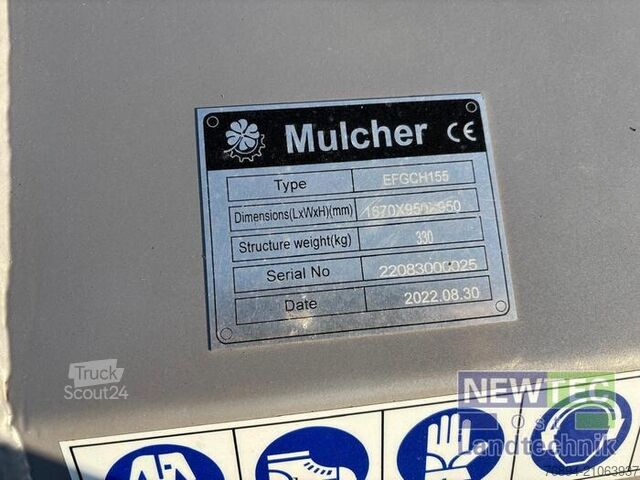 Mulcher CE
Type EFGCH155
Dimensions(LxWxH)(mm) 1670X950X950
Structure weight(kg) 330
Serial No 22083000025
Date 2022.08.30
Truck
Scout24
NEWTEC
OST
Landtechnik